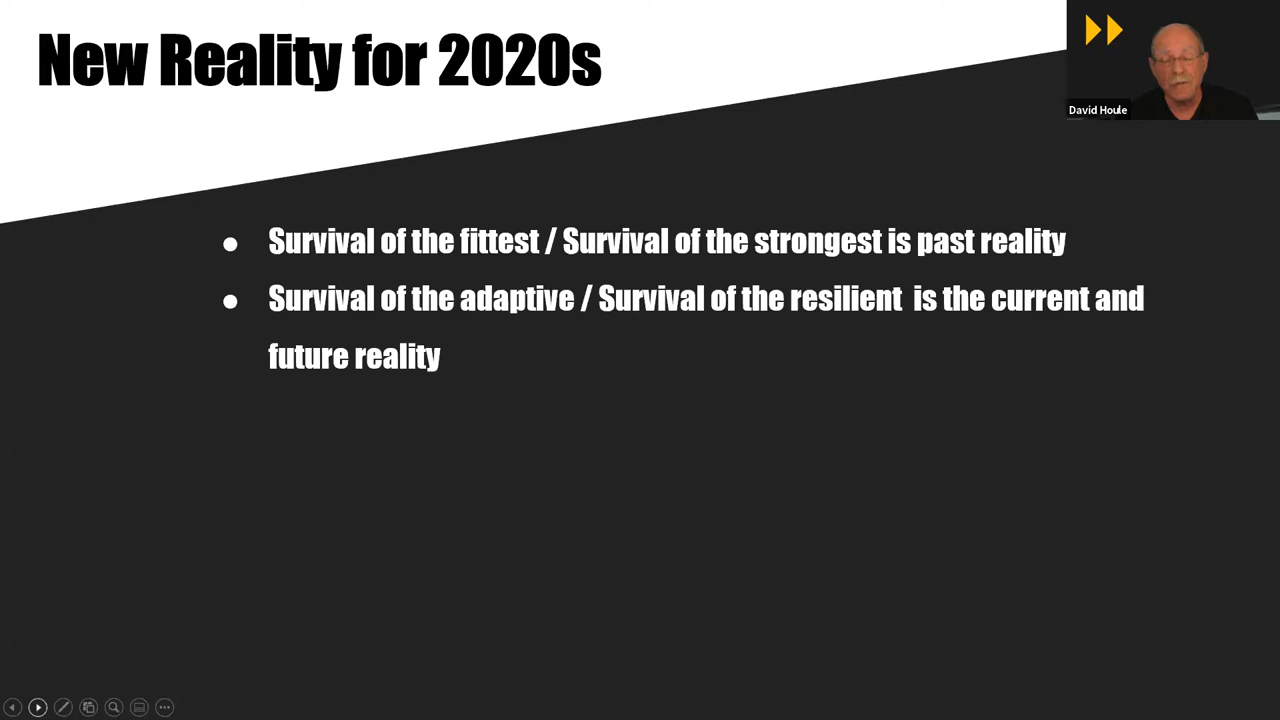 New Reality for 2020s
David Houle
● Survival of the fittest / Survival of the strongest is past reality
● Survival of the adaptive / Survival of the resilient  is the current and
future reality